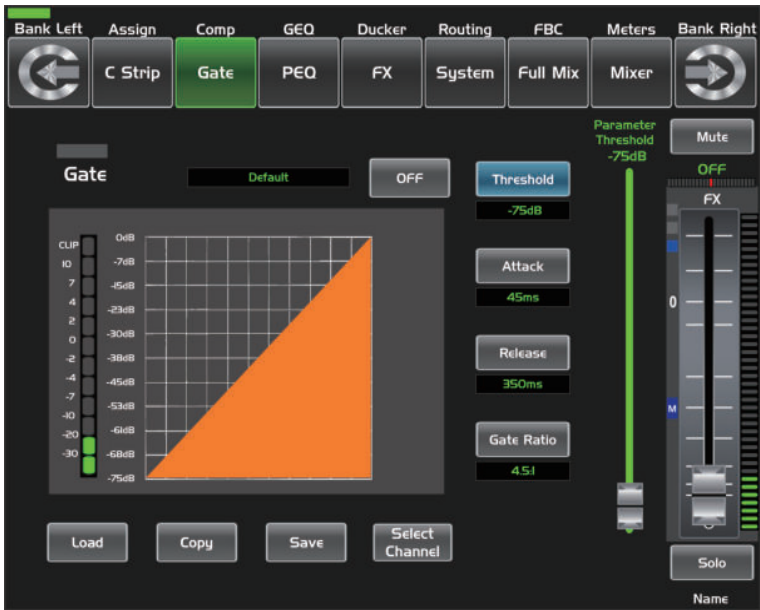 Bank Left Assign Comp GEQ Ducker Routing FBC Meters Bank Right
C Strip Gate PEQ FX System Full Mix Mixer
Parameter
Threshold
-75dB
Mute
OFF
FX
Gate
Default
OFF
Threshold
-75dB
Attack
45ms
Release
350ms
Gate Ratio
4.5:1
CLIP
10
7
4
2
0
-2
-4
-7
-10
-20
-30
0dB
-7dB
-15dB
-23dB
-30dB
-38dB
-45dB
-53dB
-61dB
-68dB
-75dB
0
M
Load
Copy
Save
Select
Channel
Solo
Name